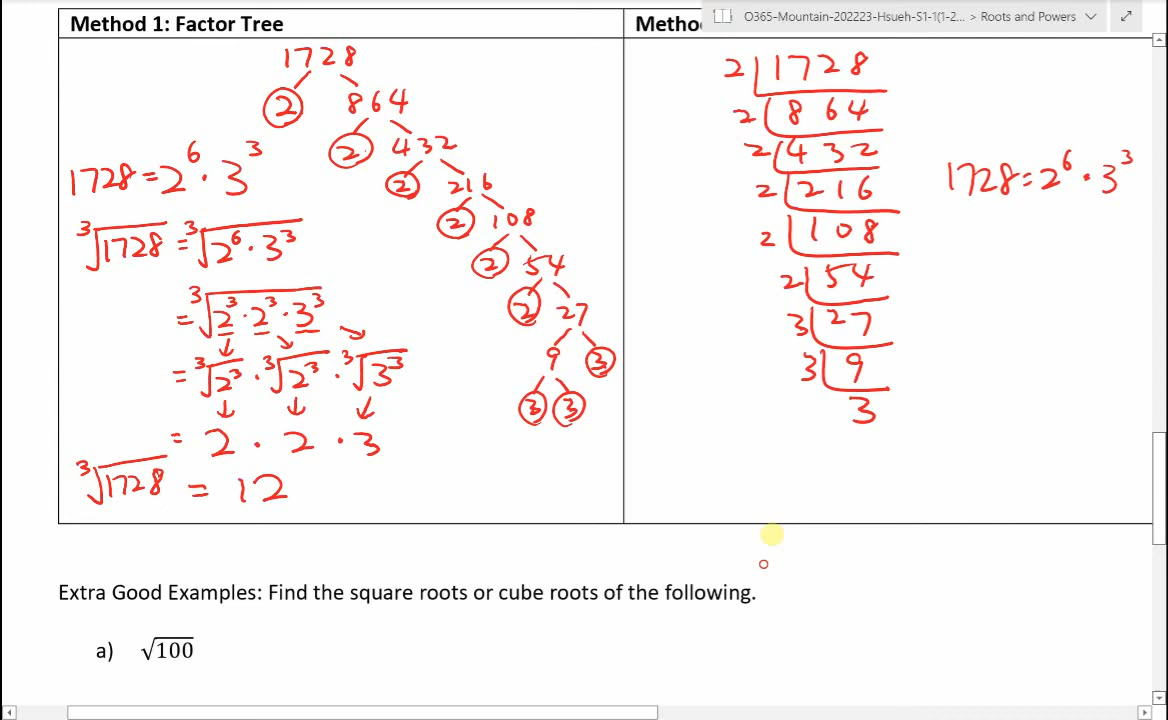 O365-Mountain-202223-Hsueh-S1-1(1-2... > Roots and Powers
Method 1: Factor Tree
1728
2 864
2 432
2 216
2 108
2 54
2 27
9 3
3 3
1728 = 2⁶ · 3³
∛1728 = ∛2⁶ · 3³
= ∛2³ · 2³ · 3³
= ∛2³ · ∛2³ · ∛3³
= 2 · 2 · 3
∛1728 = 12
Metho
2 1728
2 864
2 432
2 216
2 108
2 54
3 27
3 9
3
1728 = 2⁶ · 3³
Extra Good Examples: Find the square roots or cube roots of the following.
a) √100